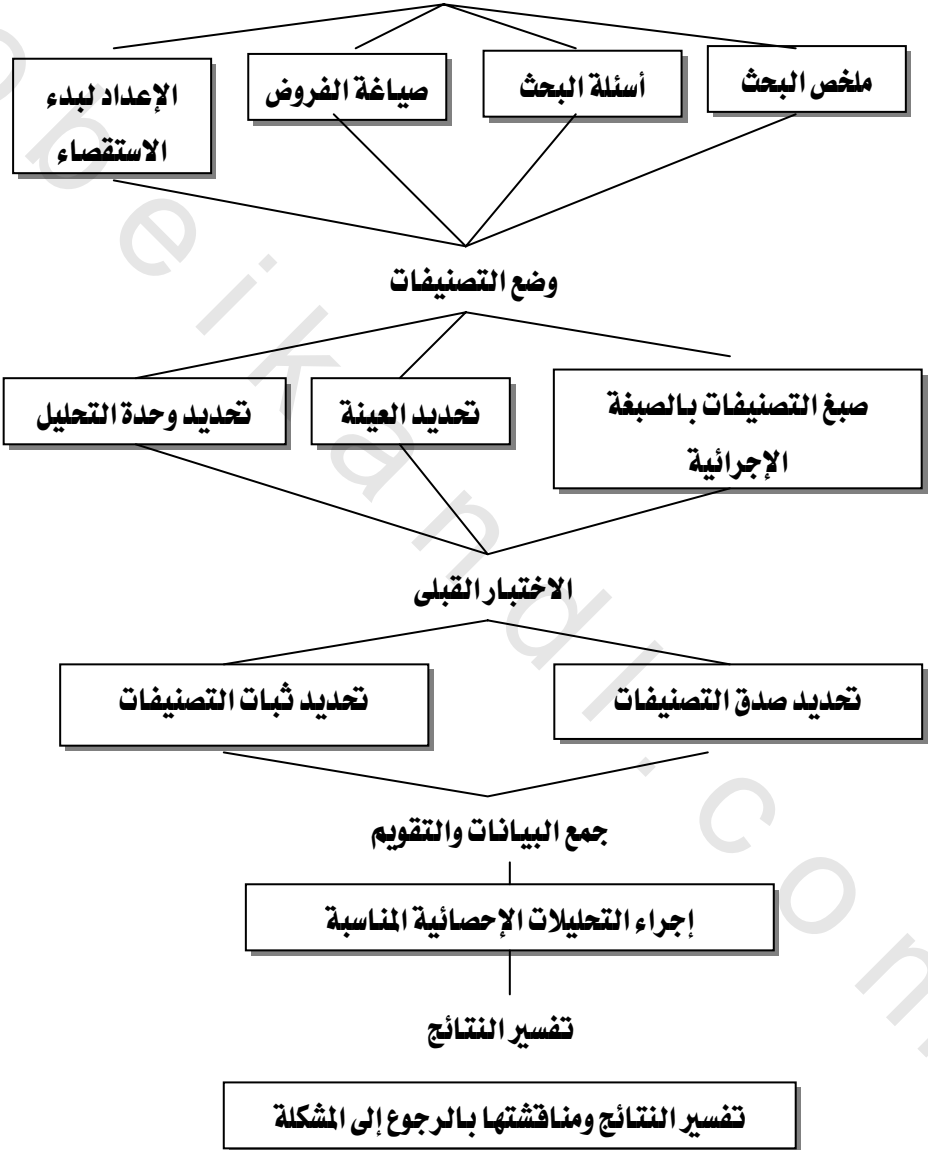 ملخص البحث
أسئلة البحث
صياغة الفروض
الإعداد لبدء
الاستقصاء
وضع التصنيفات
صبغ التصنيفات بالصبغة
الإجرائية
تحديد العينة
تحديد وحدة التحليل
الاختبار القبلى
تحديد صدق التصنيفات
تحديد ثبات التصنيفات
جمع البيانات والتقويم
إجراء التحليلات الإحصائية المناسبة
تفسير النتائج
تفسير النتائج ومناقشتها بالرجوع إلى المشكلة
obeikandl.com